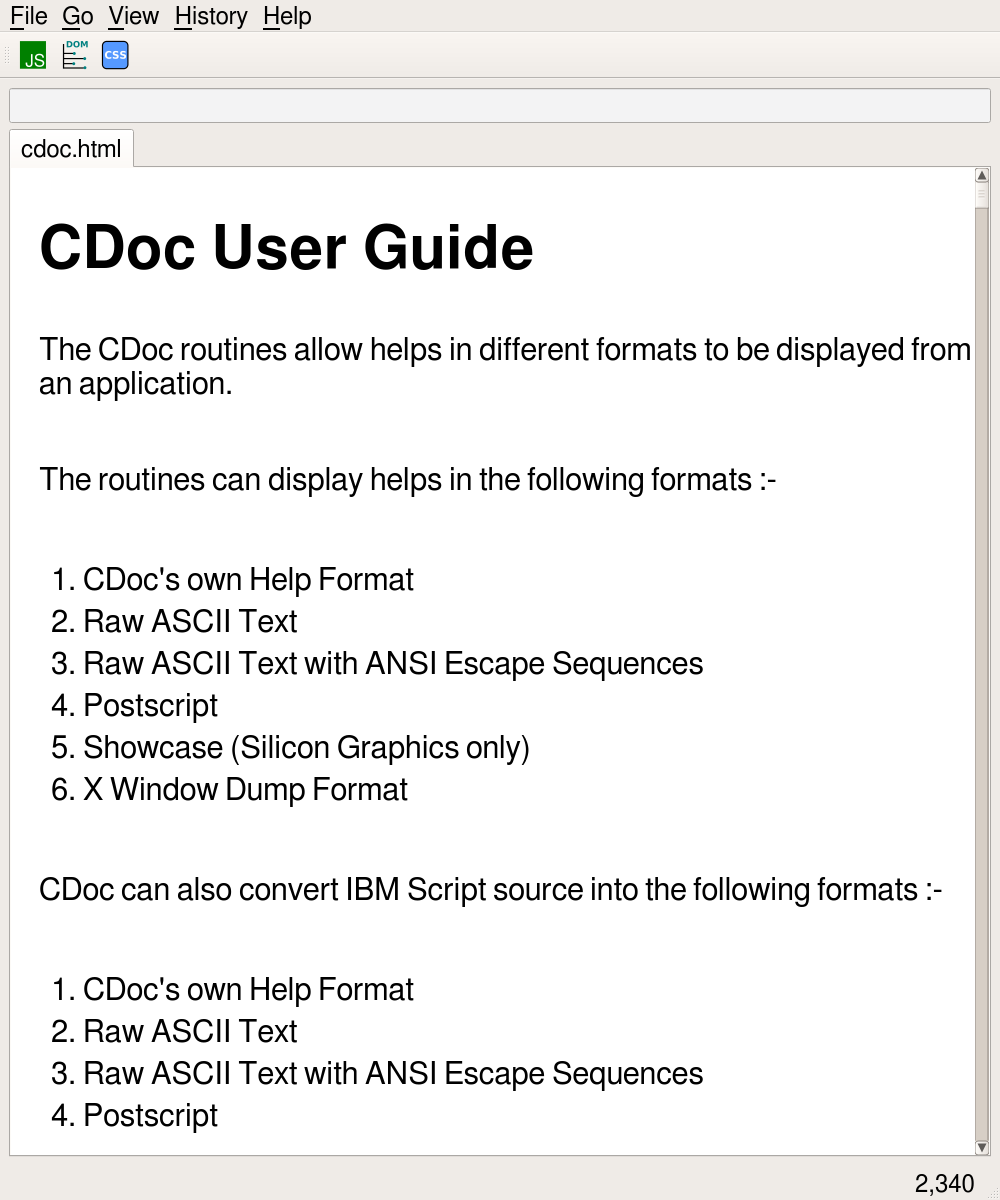 File Go View History Help
JS DOM CSS
cdoc.html
CDoc User Guide
The CDoc routines allow helps in different formats to be displayed from
an application.
The routines can display helps in the following formats :-
1. CDoc's own Help Format
2. Raw ASCII Text
3. Raw ASCII Text with ANSI Escape Sequences
4. Postscript
5. Showcase (Silicon Graphics only)
6. X Window Dump Format
CDoc can also convert IBM Script source into the following formats :-
1. CDoc's own Help Format
2. Raw ASCII Text
3. Raw ASCII Text with ANSI Escape Sequences
4. Postscript
2,340